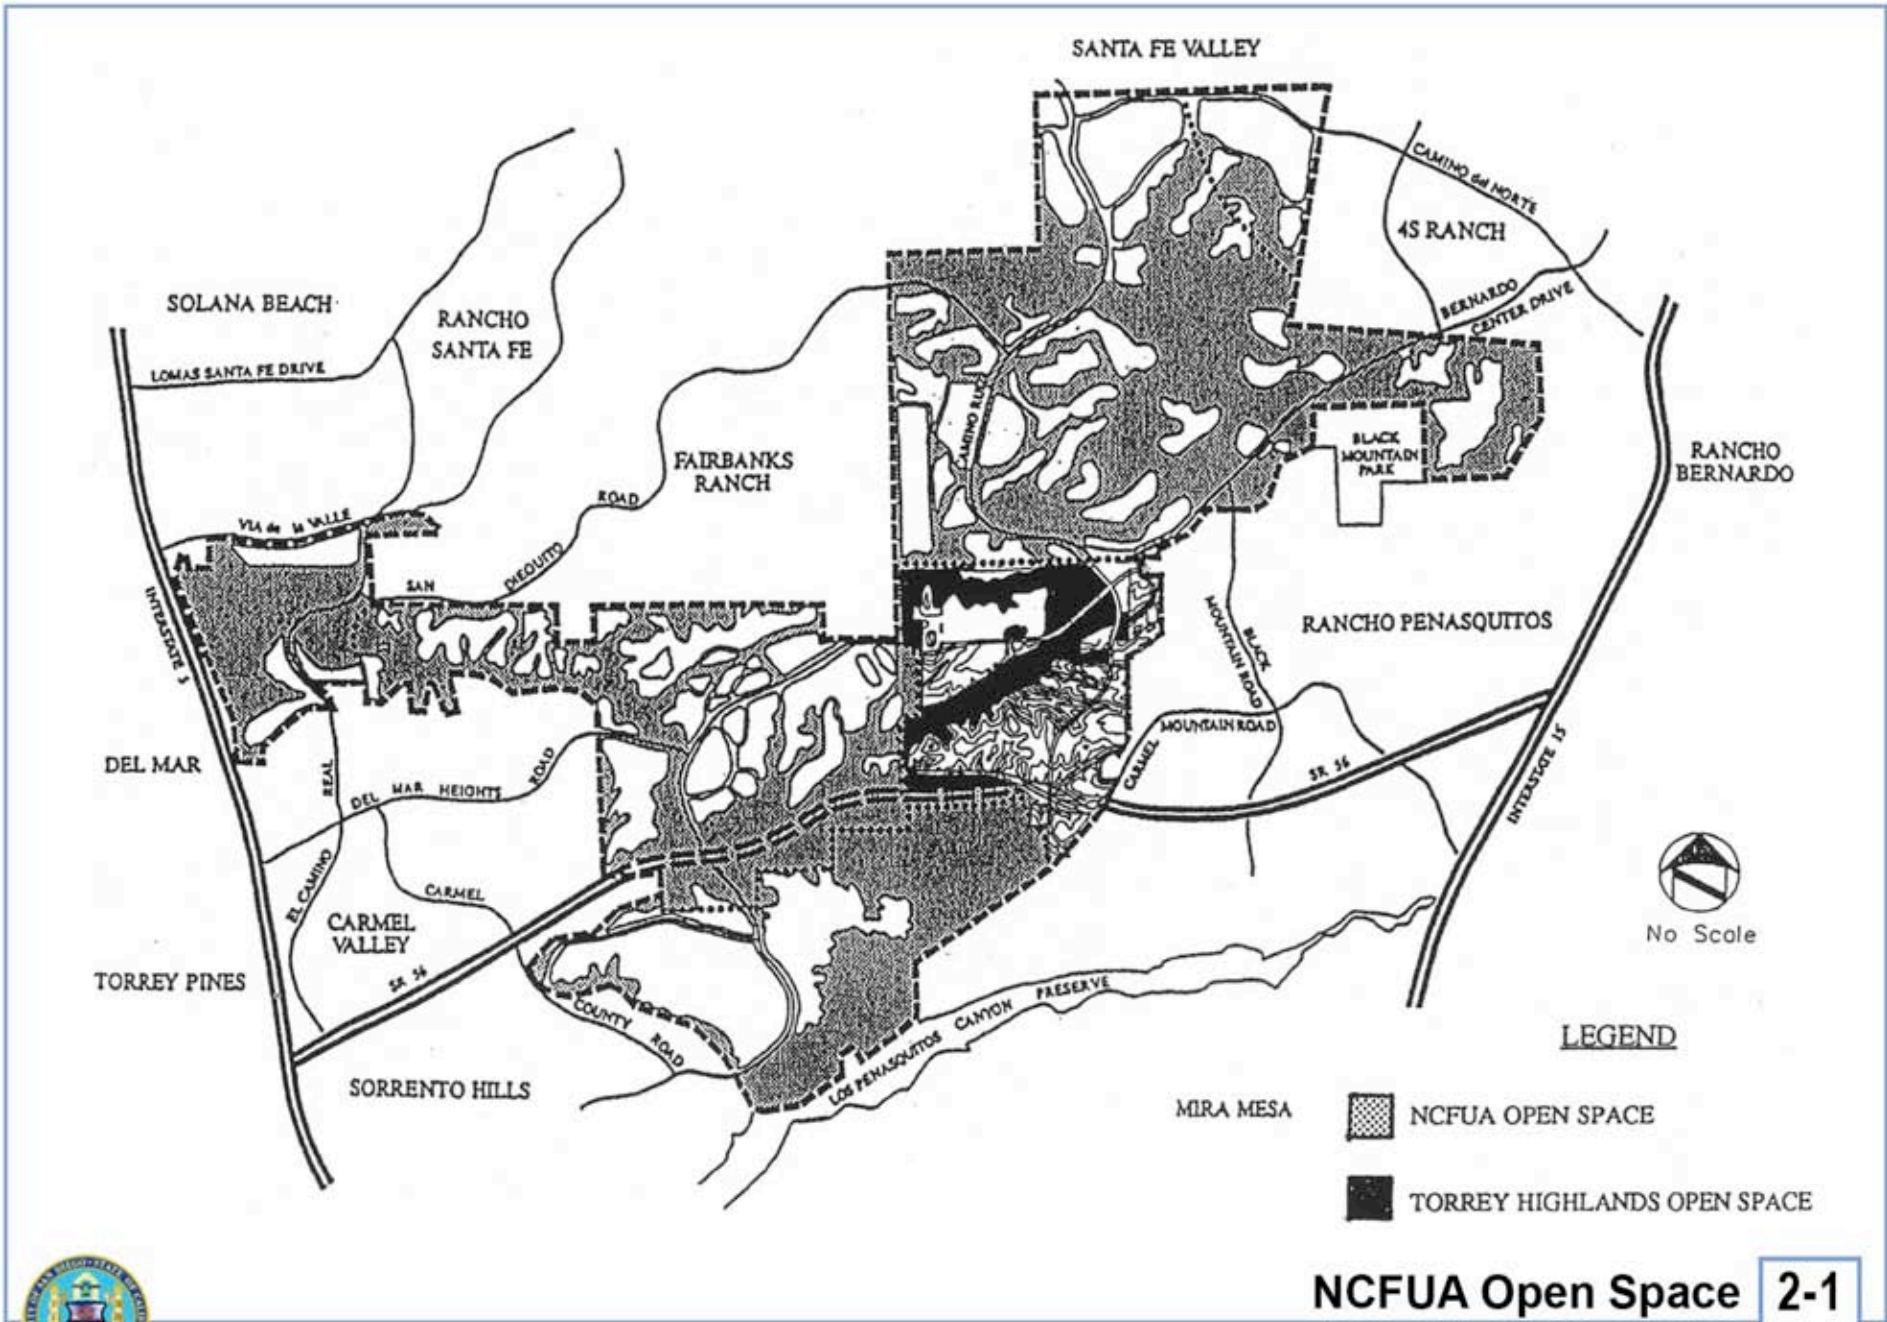 SANTA FE VALLEY
CAMINO del NORTE
4S RANCH
SOLANA BEACH
RANCHO
SANTA FE
BERNARDO
CENTER DRIVE
LOMAS SANTA FE DRIVE
CAMINO RUIZ
BLACK
MOUNTAIN
PARK
RANCHO
BERNARDO
FAIRBANKS
RANCH
ROAD
VIA de la VALLE
DIEGUITO
SAN
INTERSTATE 5
BLACK
MOUNTAIN ROAD
RANCHO PENASQUITOS
MOUNTAIN ROAD
CARMEL
DEL MAR
REAL
DEL MAR HEIGHTS
ROAD
SR 56
INTERSTATE 15
EL CAMINO
CARMEL
CARMEL
VALLEY
No Scale
TORREY PINES
SR 56
COUNTY
ROAD
LOS PENASQUITOS CANYON PRESERVE
SORRENTO HILLS
MIRA MESA
LEGEND
NCFUA OPEN SPACE
TORREY HIGHLANDS OPEN SPACE
NCFUA Open Space 2-1